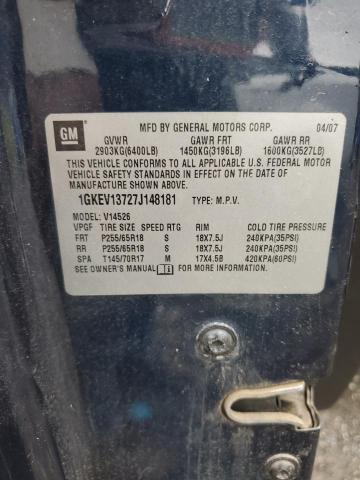 GM
MFD BY GENERAL MOTORS CORP. 04/07
GVWR GAWR FRT GAWR RR
2903KG(6400LB) 1450KG(3196LB) 1600KG(3527LB)
THIS VEHICLE CONFORMS TO ALL APPLICABLE U.S. FEDERAL MOTOR
VEHICLE SAFETY STANDARDS IN EFFECT ON THE DATE OF
MANUFACTURE SHOWN ABOVE.
1GKEV13727J148181 TYPE: M.P.V.
MODEL: V14526
VPGF TIRE SIZE SPEED RTG RIM COLD TIRE PRESSURE
FRT P255/65R18 S 18X7.5J 240KPA(35PSI)
RR P255/65R18 S 18X7.5J 240KPA(35PSI)
SPA T145/70R17 M 17X4.5B 420KPA(60PSI)
SEE OWNER'S MANUAL FOR MORE INFORMATION